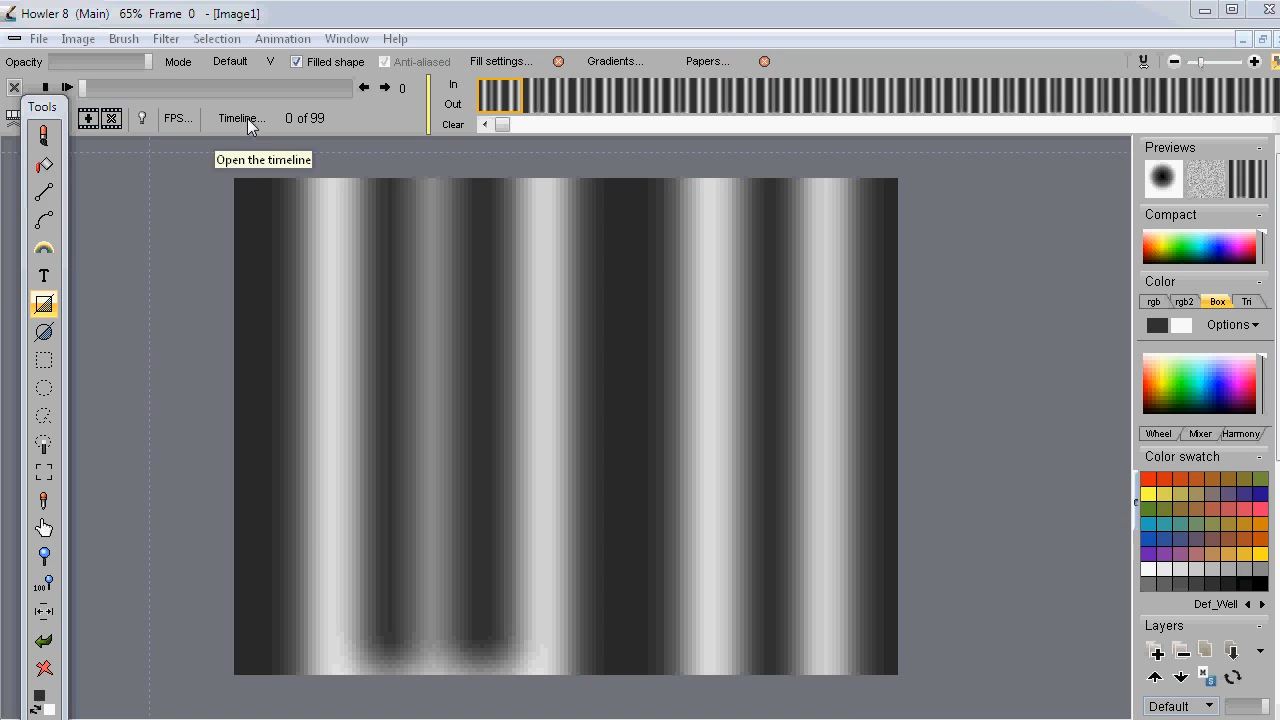 Howler 8 (Main) 65% Frame 0 - [Image1]
File Image Brush Filter Selection Animation Window Help
Opacity Mode Default V Filled shape Anti-aliased Fill settings... Gradients... Papers...
0 In
Out
Clear
FPS... Timeline... 0 of 99
Open the timeline
Tools
T
100
Previews
Compact
Color
rgb rgb2 Box Tri
Options
Wheel Mixer Harmony
Color swatch
Def_Well
Layers
M
S
Default